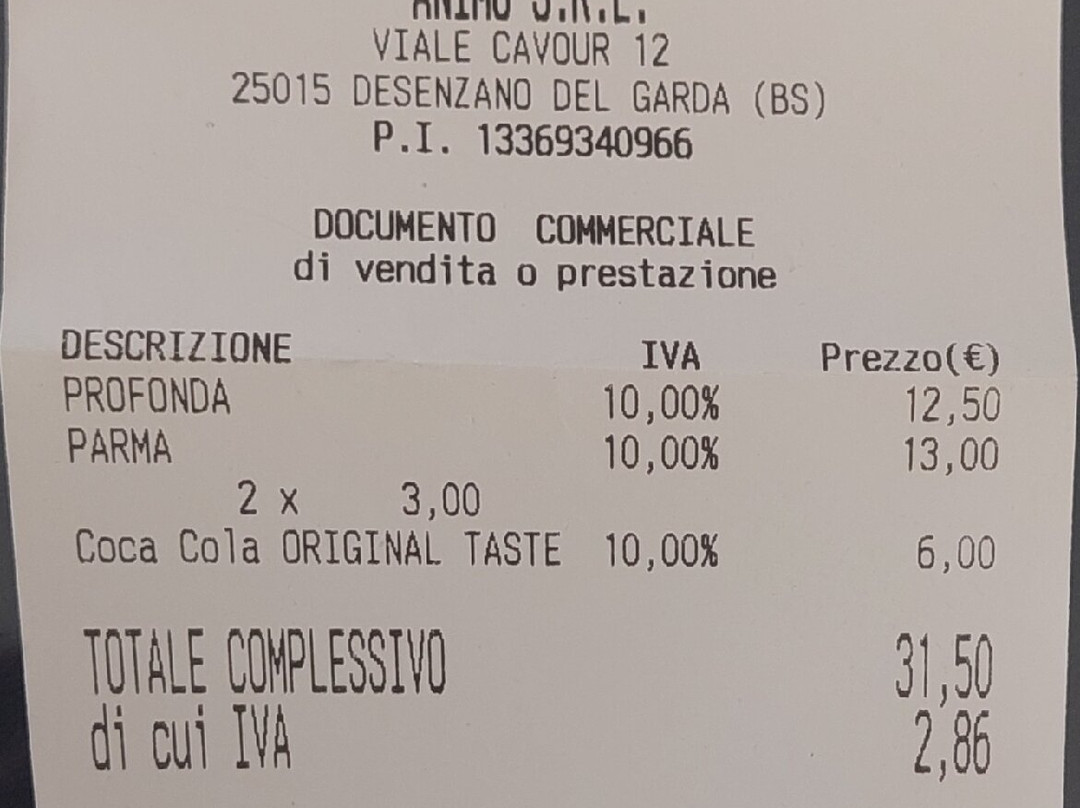 VIALE CAVOUR 12
25015 DESENZANO DEL GARDA (BS)
P.I. 13369340966
DOCUMENTO COMMERCIALE
di vendita o prestazione
DESCRIZIONE IVA Prezzo(€)
PROFONDA 10,00% 12,50
PARMA 10,00% 13,00
2 x 3,00
Coca Cola ORIGINAL TASTE 10,00% 6,00
TOTALE COMPLESSIVO 31,50
di cui IVA 2,86